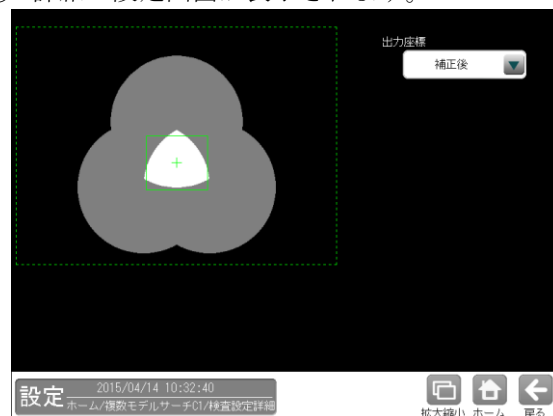 出力座標
補正後
設定
2015/04/14 10:32:40
ホーム/複数モデルサーチC1/検査設定詳細
拡大縮小 ホーム 戻る